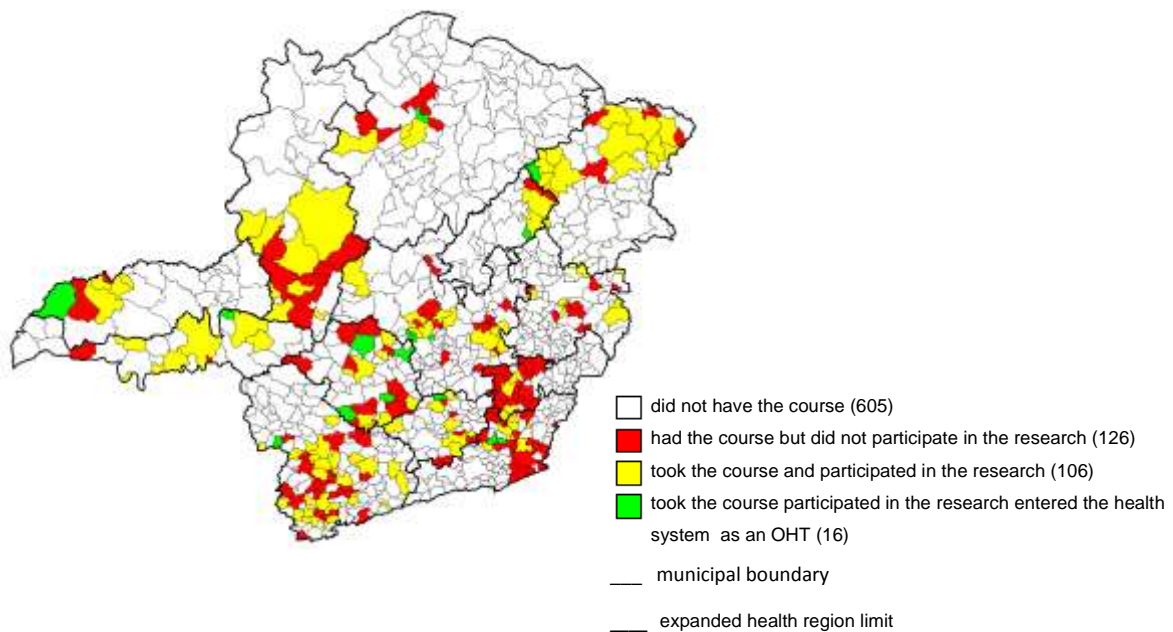 did not have the course (605)
had the course but did not participate in the research (126)
took the course and participated in the research (106)
took the course participated in the research entered the health
system as an OHT (16)
___ municipal boundary
___ expanded health region limit